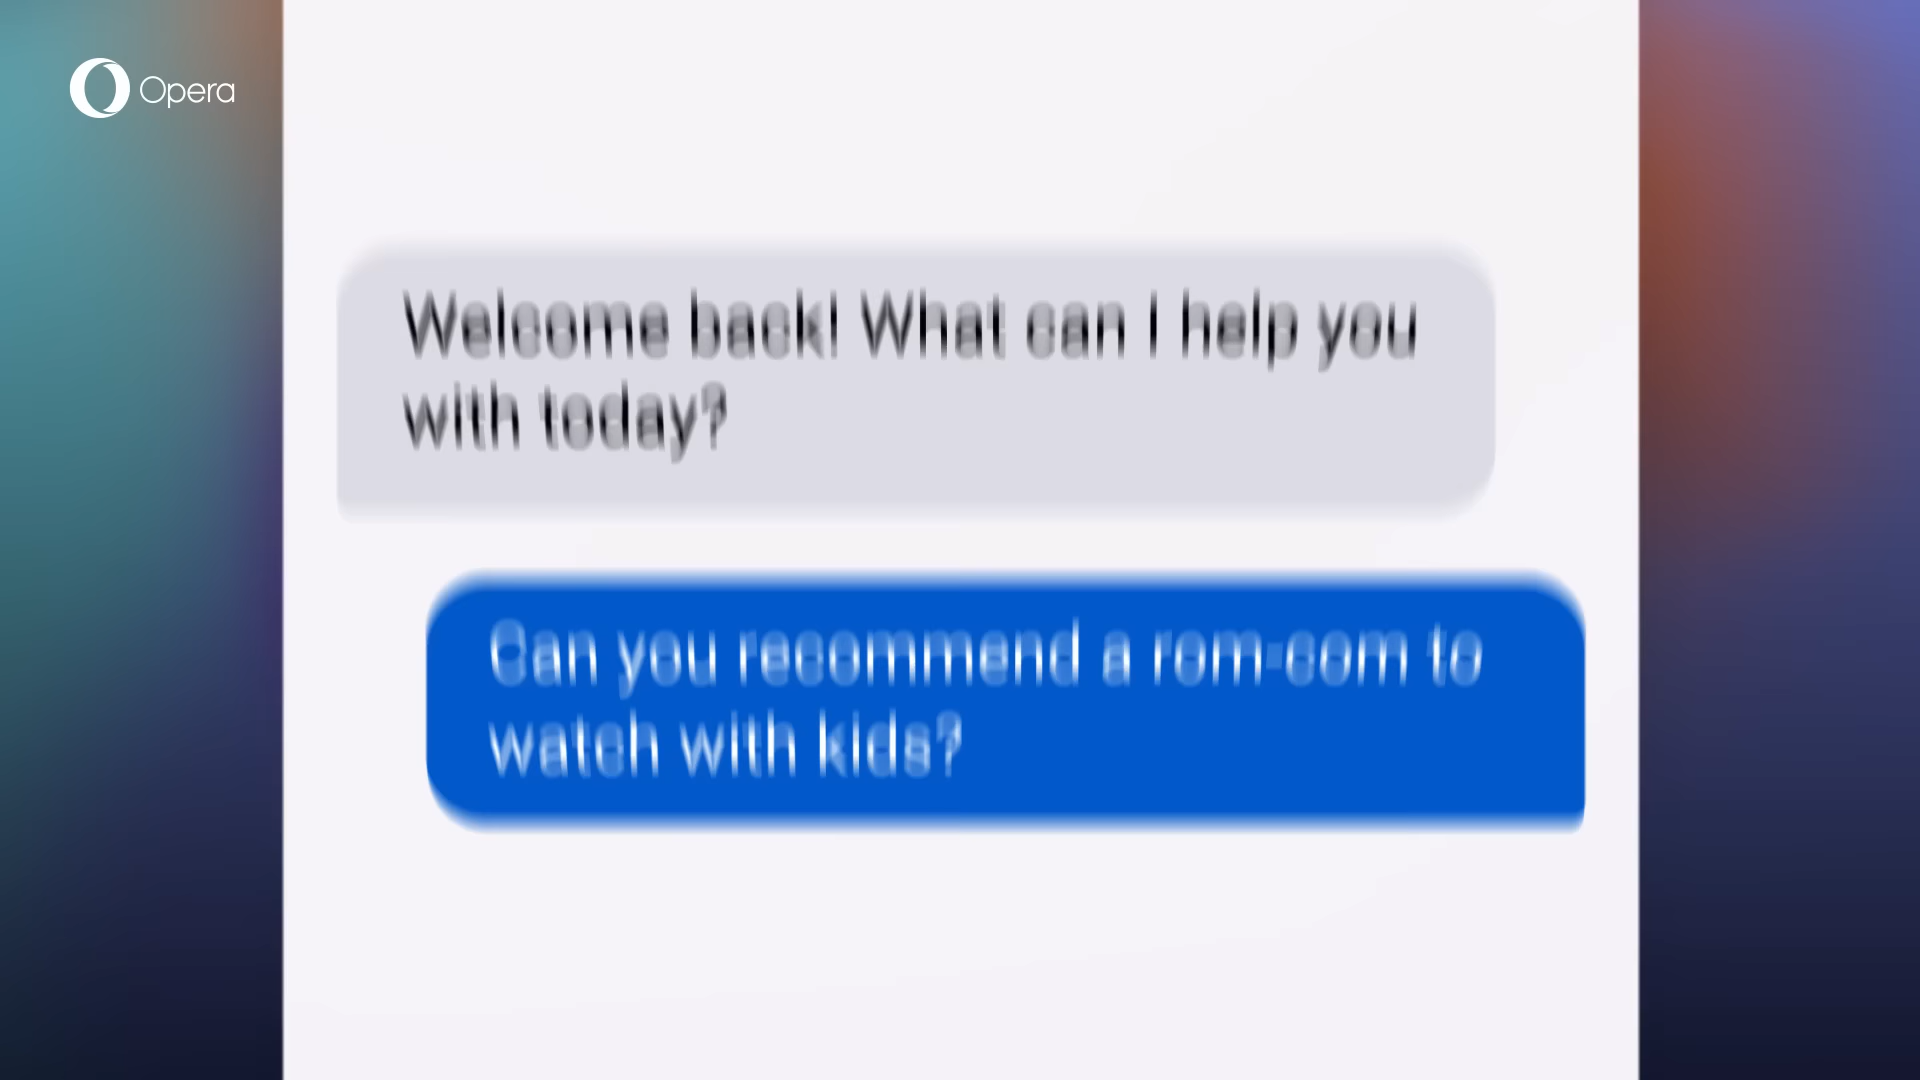 Opera
Welcome back! What can I help you
with today?
Can you recommend a rom-com to
watch with kids?